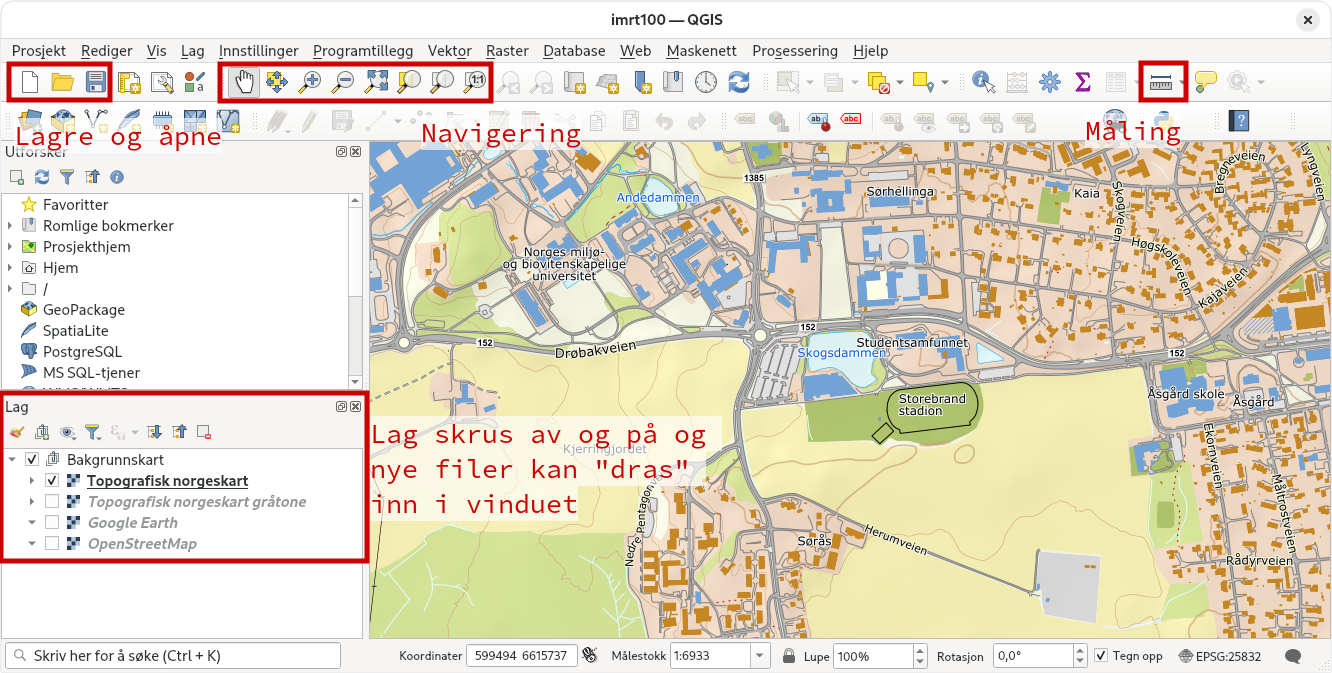 imrt100 — QGIS
Prosjekt Rediger Vis Lag Innstillinger Programtillegg Vektor Raster Database Web Maskenett Prosessering Hjelp
Lagre og åpne
Navigering
Måling
Utforsker
Favoritter
Romlige bokmerker
Prosjekthjem
Hjem
/
GeoPackage
SpatiaLite
PostgreSQL
MS SQL-tjener
Lag
Bakgrunnskart
Topografisk norgeskart
Topografisk norgeskart gråtone
Google Earth
OpenStreetMap
Lag skrus av og på og
nye filer kan "dras"
inn i vinduet
1385
Andedammen
Sørhellinga
Kaia
Skogveien
Bregneveien
Lyngveien
Høgskoleveien
Kajaveien
Norges miljø-
og biovitenskapelige
universitet
152
152
152
Drøbakveien
Skogsdammen
Studentsamfunnet
Storebrand
stadion
Åsgård skole
Åsgård
Kjerringjordet
Ekornveien
Måltrostveien
Nedre Pentagonvei
Sørås
Herumveien
Rådyrveien
Skriv her for å søke (Ctrl + K)
Koordinater 599494 6615737 Målestokk 1:6933 Lupe 100% Rotasjon 0,0° Tegn opp EPSG:25832